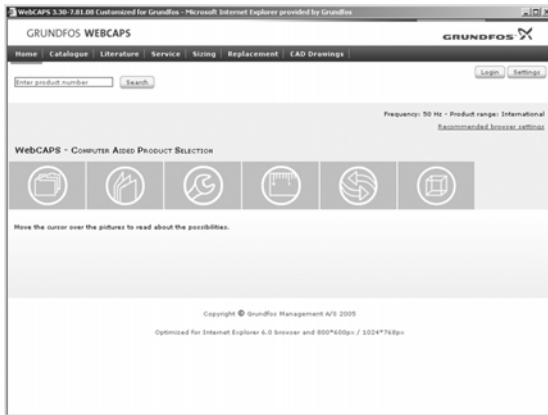 WebCAPS 3.30-7.81.08 Customized for Grundfos - Microsoft Internet Explorer provided by Grundfos
GRUNDFOS WEBCAPS
GRUNDFOS
Home Catalogue Literature Service Sizing Replacement CAD Drawings
Login Settings
Enter product number Search
Frequency: 50 Hz - Product range: International
Recommended browser settings
WebCAPS - Computer Aided Product Selection
Move the cursor over the pictures to read about the possibilities.
Copyright © Grundfos Management A/S 2005
Optimized for Internet Explorer 6.0 browser and 800*600px / 1024*768px